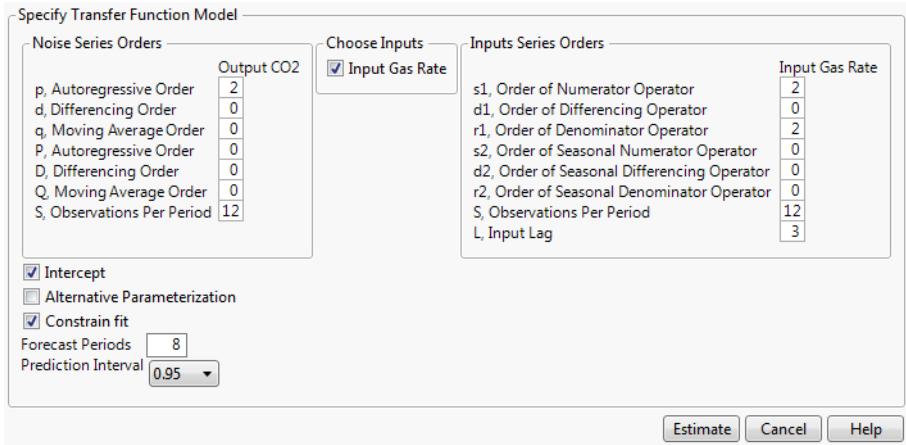 Specify Transfer Function Model
Noise Series Orders
Output CO2
p, Autoregressive Order 2
d, Differencing Order 0
q, Moving Average Order 0
P, Autoregressive Order 0
D, Differencing Order 0
Q, Moving Average Order 0
S, Observations Per Period 12
Choose Inputs
Input Gas Rate
Inputs Series Orders
Input Gas Rate
s1, Order of Numerator Operator 2
d1, Order of Differencing Operator 0
r1, Order of Denominator Operator 2
s2, Order of Seasonal Numerator Operator 0
d2, Order of Seasonal Differencing Operator 0
r2, Order of Seasonal Denominator Operator 0
S, Observations Per Period 12
L, Input Lag 3
Intercept
Alternative Parameterization
Constrain fit
Forecast Periods 8
Prediction Interval 0.95
Estimate Cancel Help